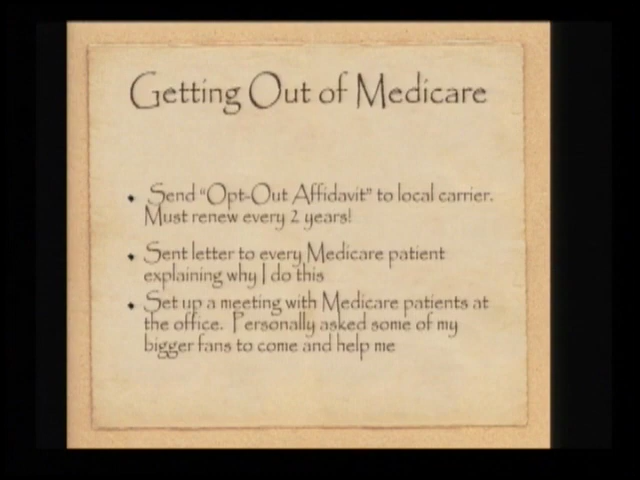 Getting Out of Medicare
Send "Opt-Out Affidavit" to local carrier.
Must renew every 2 years!
Sent letter to every Medicare patient
explaining why I do this
Set up a meeting with Medicare patients at
the office. Personally asked some of my
bigger fans to come and help me